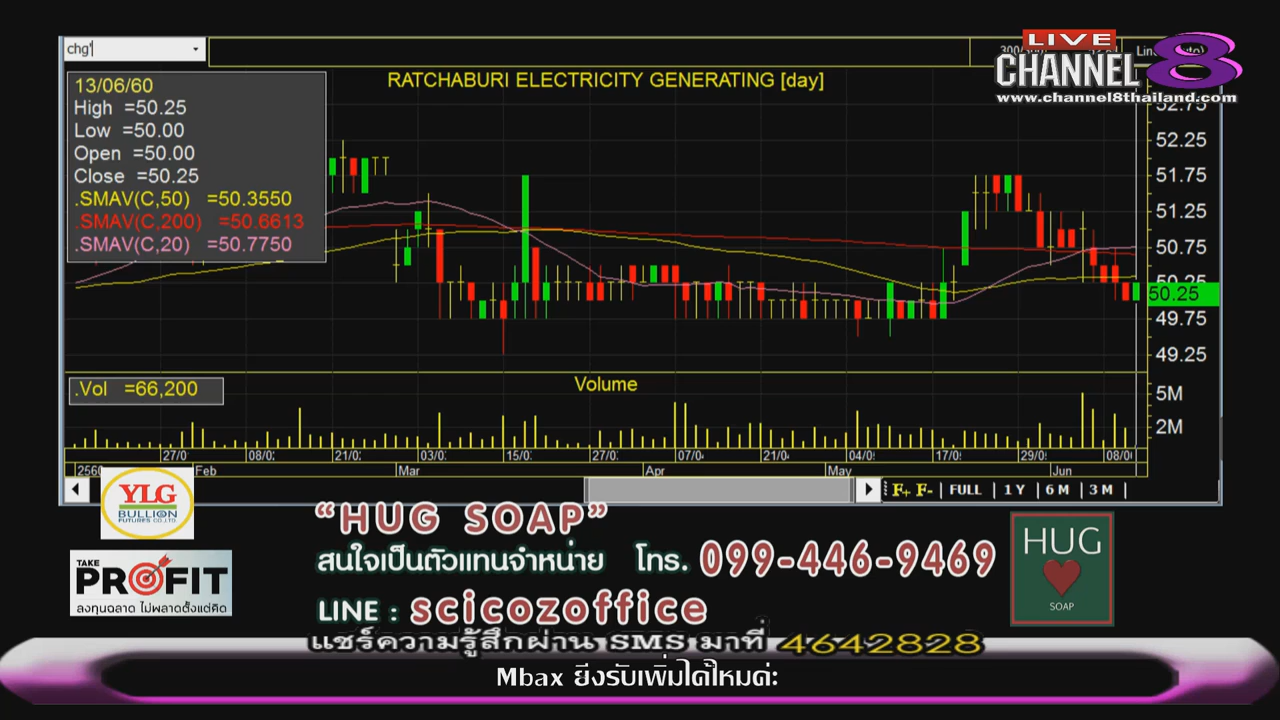 chg'
LIVE
CHANNEL 8
www.channel8thailand.com
RATCHABURI ELECTRICITY GENERATING [day]
13/06/60
High =50.25
Low =50.00
Open =50.00
Close =50.25
.SMAV(C,50) =50.3550
.SMAV(C,200) =50.6613
.SMAV(C,20) =50.7750
52.75
52.25
51.75
51.25
50.75
50.25
50.25
49.75
49.25
.Vol =66,200
Volume
5M
2M
27/0 08/0 21/0 03/0 15/0 27/0 07/0 21/0 04/0 17/0 29/0 08/0
2560 Feb Mar Apr May Jun
F+ F- FULL 1 Y 6 M 3 M
YLG
BULLION
FUTURES CO.,LTD.
TAKE
PROFIT
ลงทุนฉลาด ไม่พลาดตั้งแต่คิด
“HUG SOAP”
สนใจเป็นตัวแทนจำหน่าย โทร. 099-446-9469
LINE : scicozoffice
HUG
SOAP
แชร์ความรู้สึกผ่าน SMS มาที่ 4642828
Mbax ยังรับเพิ่มได้ไหมค่ะ